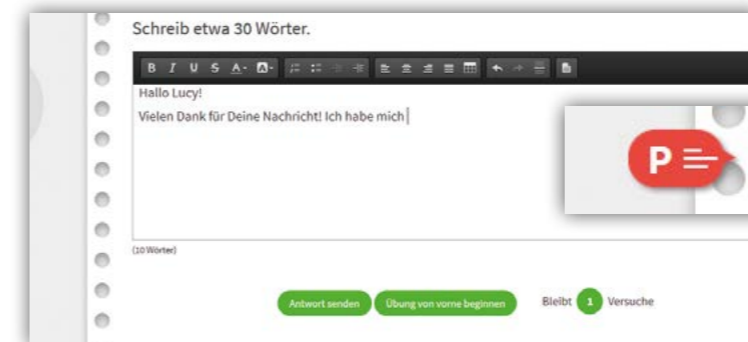 Schreib etwa 30 Wörter.
B I U S A A
Hallo Lucy!
Vielen Dank für Deine Nachricht! Ich habe mich
P
(10 Wörter)
Antwort senden Übung von vorne beginnen Bleibt 1 Versuche